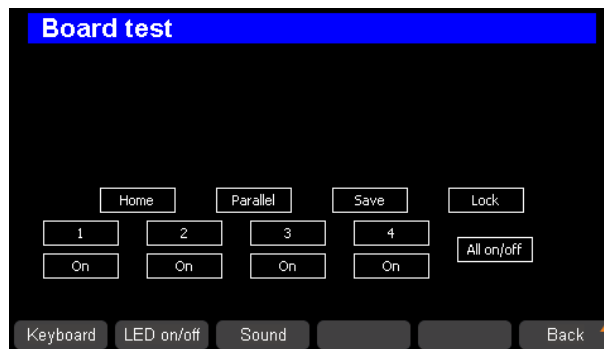 Board test
Home Parallel Save Lock
1 2 3 4
All on/off
On On On On
Keyboard LED on/off Sound Back